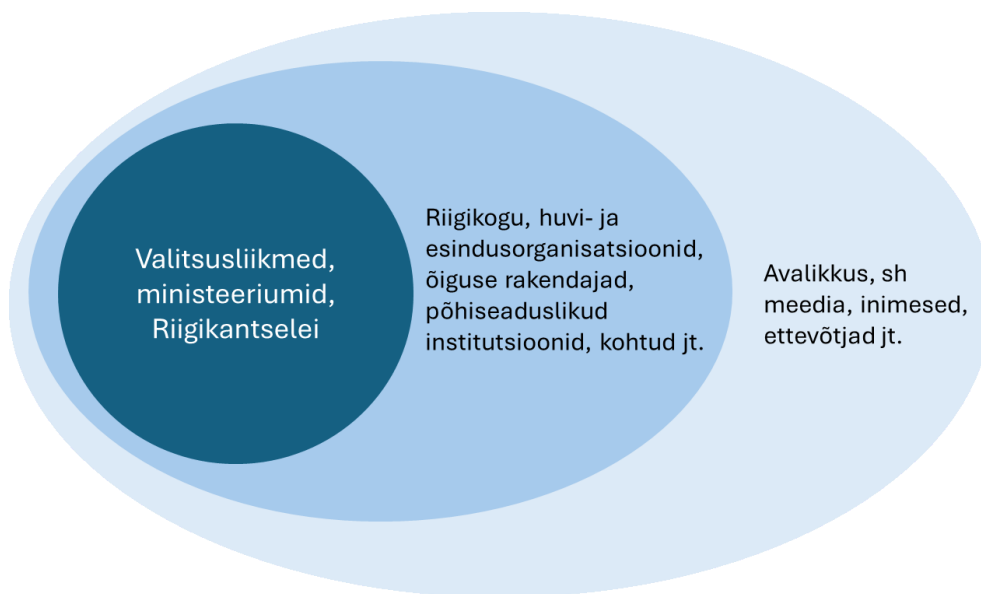 Valitsusliikmed,
ministeeriumid,
Riigikantselei
Riigikogu, huvi- ja
esindusorganisatsioonid,
õiguse rakendajad,
põhiseaduslikud
institutsioonid, kohtud jt.
Avalikkus, sh
meedia, inimesed,
ettevõtjad jt.